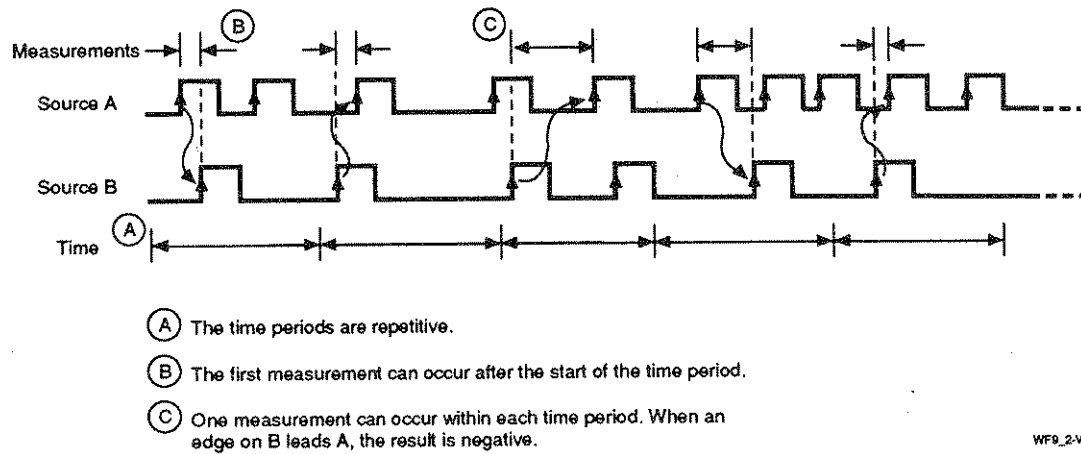 B
C
Measurements
Source A
Source B
A
Time
A The time periods are repetitive.
B The first measurement can occur after the start of the time period.
C One measurement can occur within each time period. When an
edge on B leads A, the result is negative.
WF9_2-V